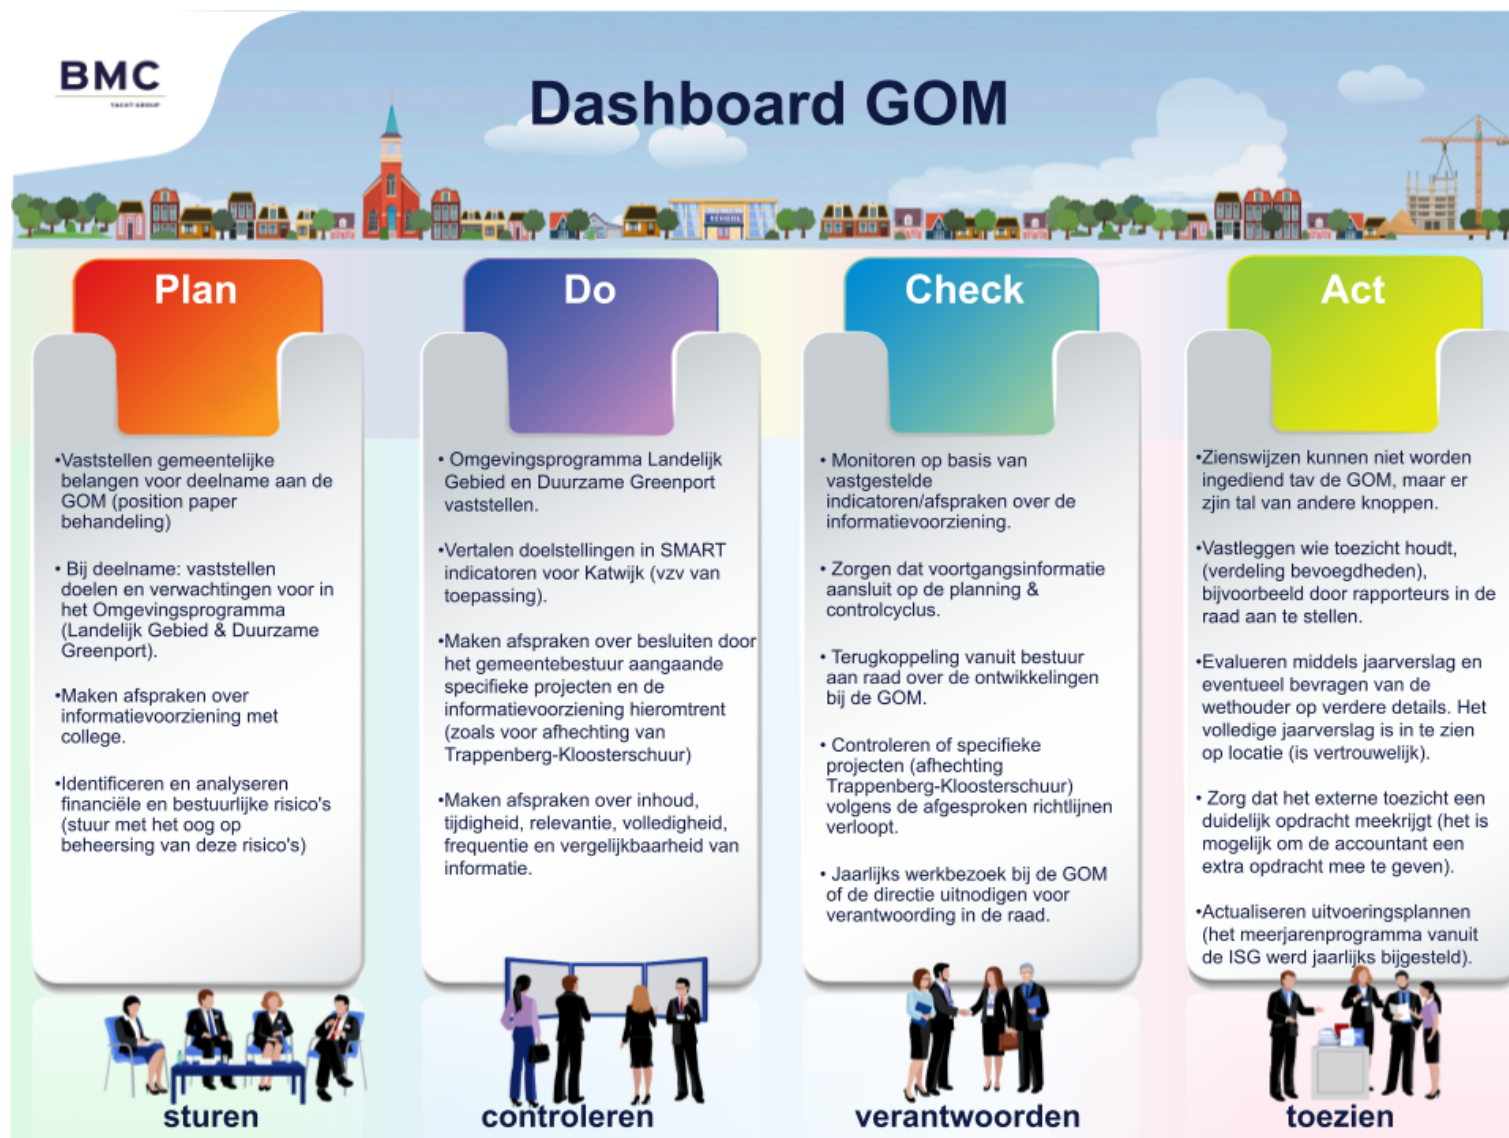 BMC
YACHT GROUP
Dashboard GOM
SCHOOL
Plan
•Vaststellen gemeentelijke
belangen voor deelname aan de
GOM (position paper
behandeling)
• Bij deelname: vaststellen
doelen en verwachtingen voor in
het Omgevingsprogramma
(Landelijk Gebied & Duurzame
Greenport).
•Maken afspraken over
informatievoorziening met
college.
•Identificeren en analyseren
financiële en bestuurlijke risico's
(stuur met het oog op
beheersing van deze risico's)
sturen
Do
• Omgevingsprogramma Landelijk
Gebied en Duurzame Greenport
vaststellen.
•Vertalen doelstellingen in SMART
indicatoren voor Katwijk (vzv van
toepassing).
•Maken afspraken over besluiten door
het gemeentebestuur aangaande
specifieke projecten en de
informatievoorziening hieromtrent
(zoals voor afhechting van
Trappenberg-Kloosterschuur)
•Maken afspraken over inhoud,
tijdigheid, relevantie, volledigheid,
frequentie en vergelijkbaarheid van
informatie.
controleren
Check
• Monitoren op basis van
vastgestelde
indicatoren/afspraken over de
informatievoorziening.
• Zorgen dat voortgangsinformatie
aansluit op de planning &
controlcyclus.
• Terugkoppeling vanuit bestuur
aan raad over de ontwikkelingen
bij de GOM.
• Controleren of specifieke
projecten (afhechting
Trappenberg-Kloosterschuur)
volgens de afgesproken richtlijnen
verloopt.
• Jaarlijks werkbezoek bij de GOM
of de directie uitnodigen voor
verantwoording in de raad.
verantwoorden
Act
•Zienswijzen kunnen niet worden
ingediend tav de GOM, maar er
zjin tal van andere knoppen.
•Vastleggen wie toezicht houdt,
(verdeling bevoegdheden),
bijvoorbeeld door rapporteurs in de
raad aan te stellen.
•Evalueren middels jaarverslag en
eventueel bevragen van de
wethouder op verdere details. Het
volledige jaarverslag is in te zien
op locatie (is vertrouwelijk).
• Zorg dat het externe toezicht een
duidelijk opdracht meekrijgt (het is
mogelijk om de accountant een
extra opdracht mee te geven).
•Actualiseren uitvoeringsplannen
(het meerjarenprogramma vanuit
de ISG werd jaarlijks bijgesteld).
toezien